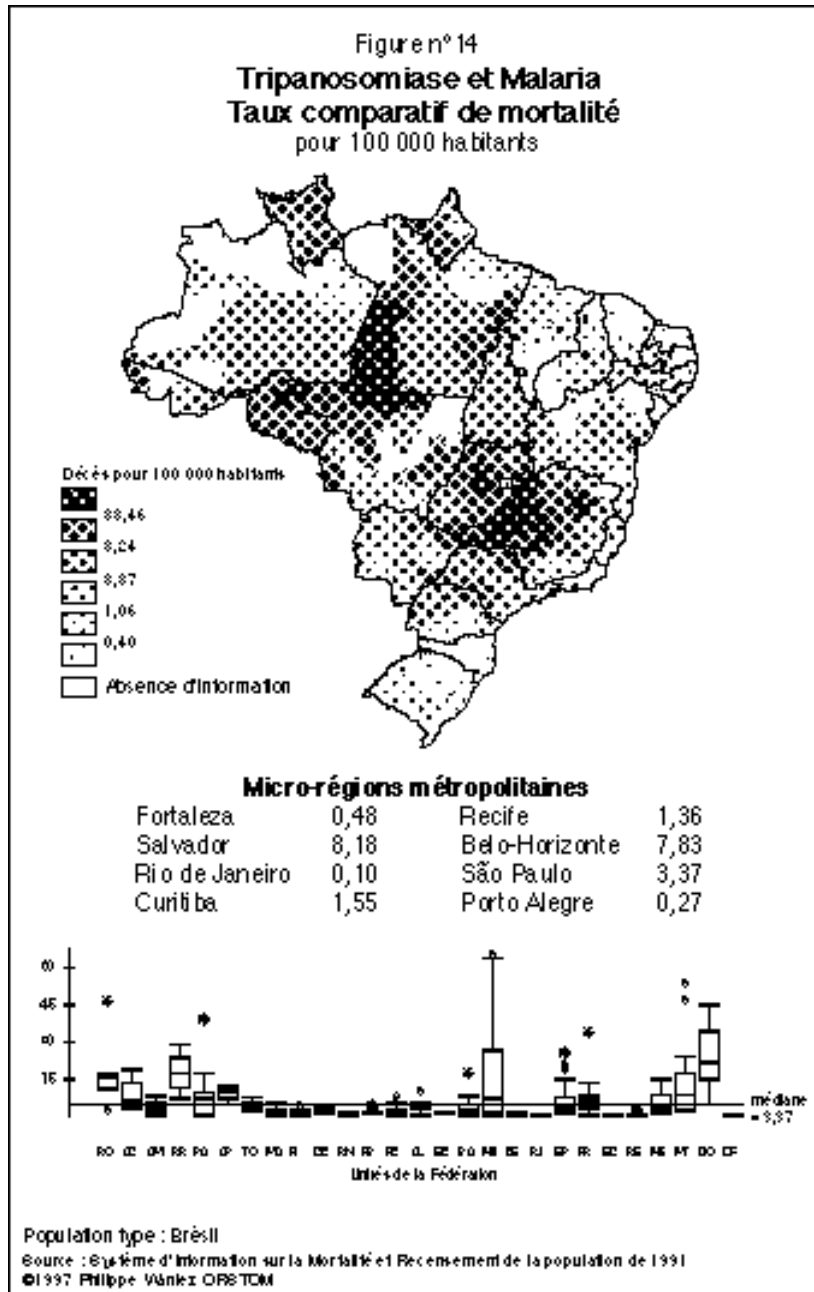 Figure n° 14
Tripanosomiase et Malaria
Taux comparatif de mortalité
pour 100 000 habitants
Décès pour 100 000 habitants
8,24
1,06
0,40
Absence d'information
Micro-régions métropolitaines
Fortaleza 0,48 Recife 1,36
Salvador 8,18 Belo-Horizonte 7,83
Rio de Janeiro 0,10 São Paulo 3,37
Curitiba 1,55 Porto Alegre 0,27
60
45
30
15
médiane
= 3,37
RO AC AM RR PA AP TO MA PI CE RN PB PE AL SE BA MG ES RJ SP PR SC RS MS MT GO DF
Unités de la Fédération
Population type : Brésil
Source : Système d'Information sur la Mortalité et Recensement de la population de 1991
©1997 Philippe Waniez ORSTOM